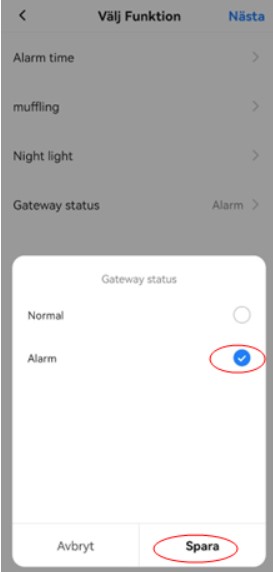 Välj Funktion Nästa
Alarm time
muffling
Night light
Gateway status Alarm
Gateway status
Normal
Alarm
Avbryt Spara